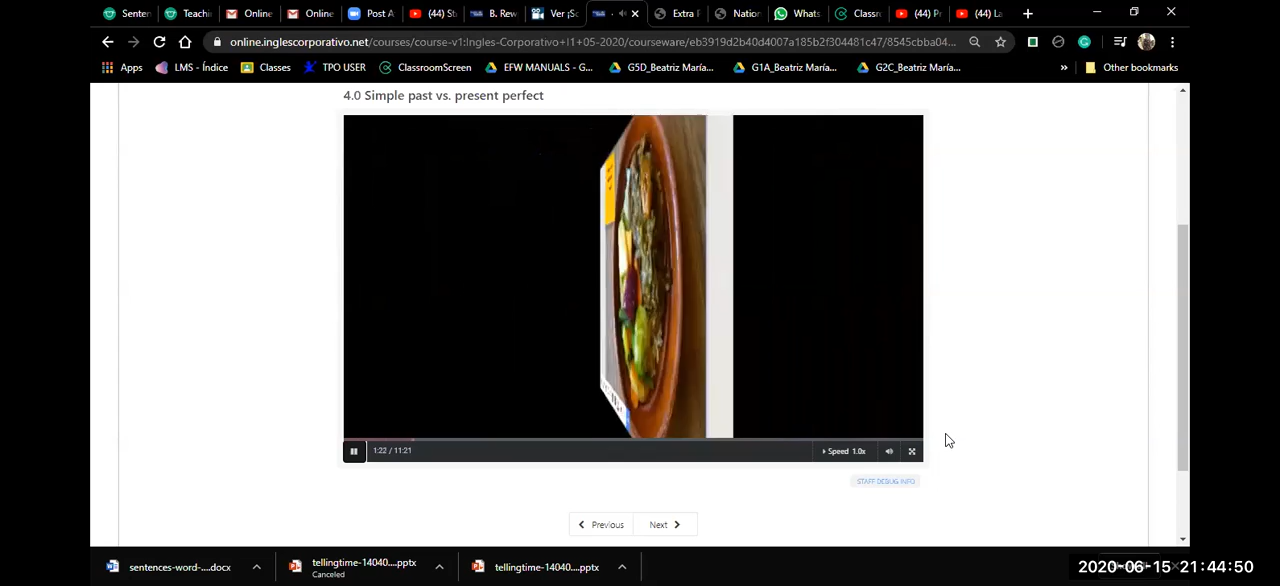 Senten
Teachi
Online
Online
Post A
(44) St
B. Rew
Ver ¡Sc
Extra P
Nation
Whats
Classr
(44) Pr
(44) La
online.inglescorporativo.net/courses/course-v1:Ingles-Corporativo+I1+05-2020/courseware/eb3919d2b40d4007a185b2f304481c47/8545cbba04...
Apps
LMS - Índice
Classes
TPO USER
ClassroomScreen
EFW MANUALS - G...
G5D_Beatriz María...
G1A_Beatriz María...
G2C_Beatriz María...
»
Other bookmarks
4.0 Simple past vs. present perfect
1:22 / 11:21
Speed 1.0x
STAFF DEBUG INFO
Previous
Next
sentences-word-....docx
tellingtime-14040....pptx
Canceled
tellingtime-14040....pptx
2020-06-15 21:44:50